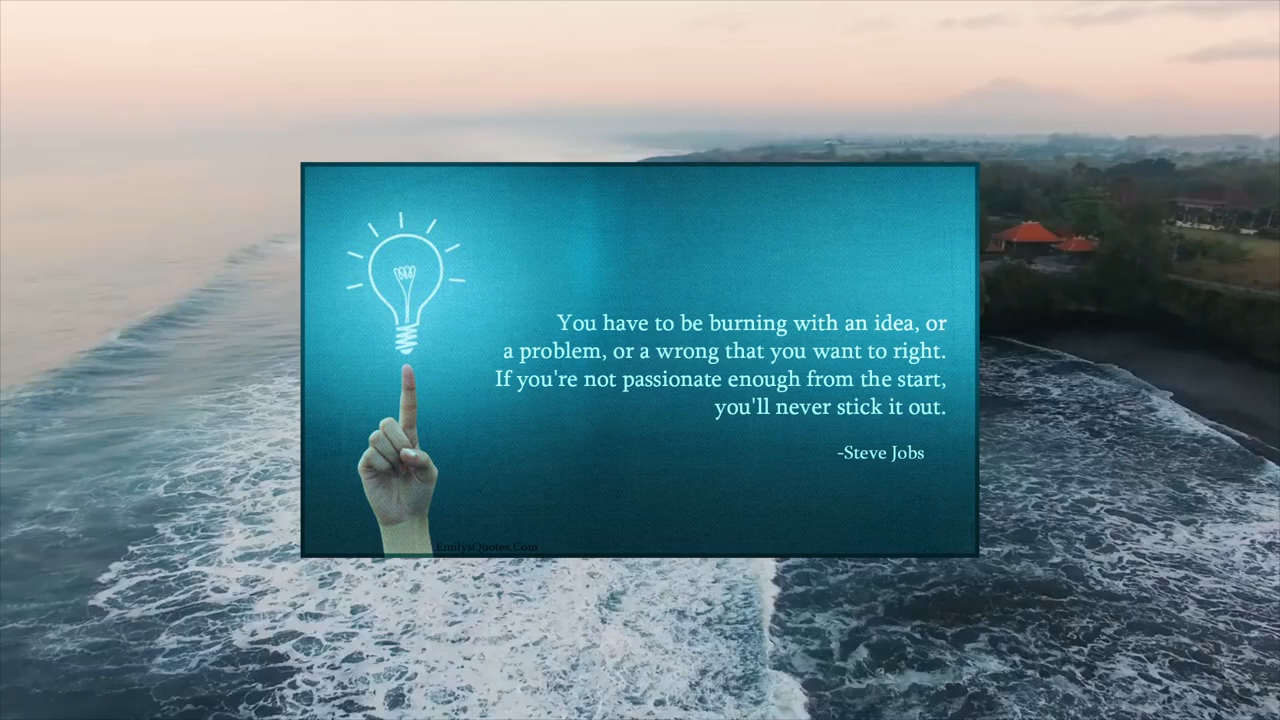 You have to be burning with an idea, or
a problem, or a wrong that you want to right.
If you're not passionate enough from the start,
you'll never stick it out.
-Steve Jobs
EmilysQuotes.Com